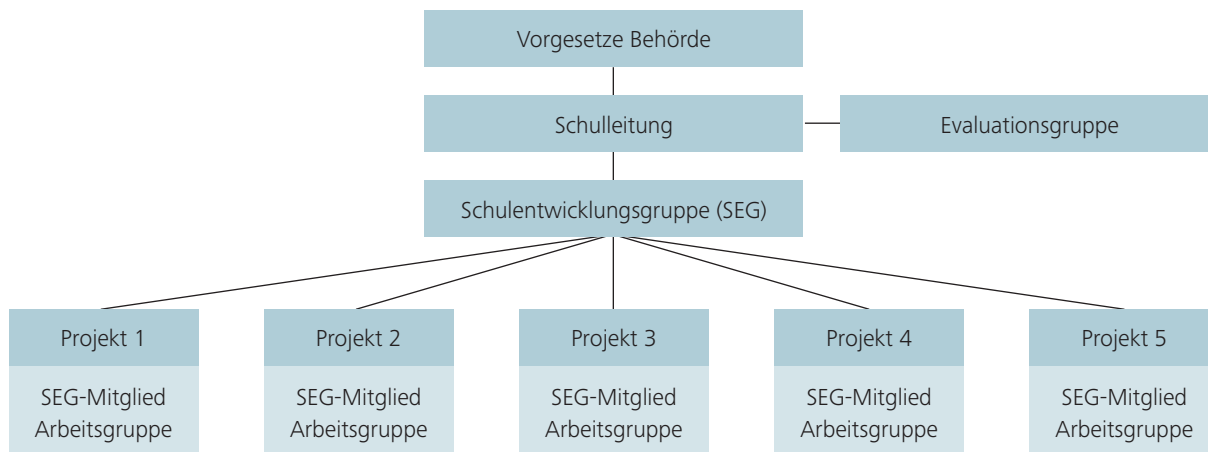 Vorgesetze Behörde
Schulleitung
Evaluationsgruppe
Schulentwicklungsgruppe (SEG)
Projekt 1
Projekt 2
Projekt 3
Projekt 4
Projekt 5
SEG-Mitglied
Arbeitsgruppe
SEG-Mitglied
Arbeitsgruppe
SEG-Mitglied
Arbeitsgruppe
SEG-Mitglied
Arbeitsgruppe
SEG-Mitglied
Arbeitsgruppe